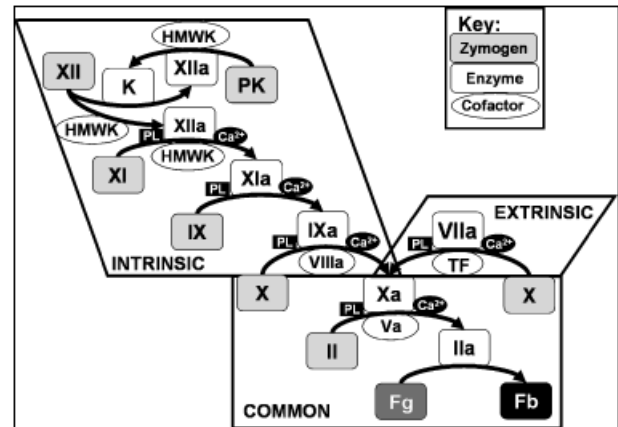 Key:
Zymogen
Enzyme
Cofactor
HMWK
XII
K
XIIa
PK
HMWK
XIIa
PL
Ca2+
HMWK
XI
XIa
PL
Ca2+
IX
IXa
PL
Ca2+
VIIIa
INTRINSIC
EXTRINSIC
VIIa
PL
Ca2+
TF
X
Xa
X
PL
Ca2+
Va
II
IIa
Fg
Fb
COMMON